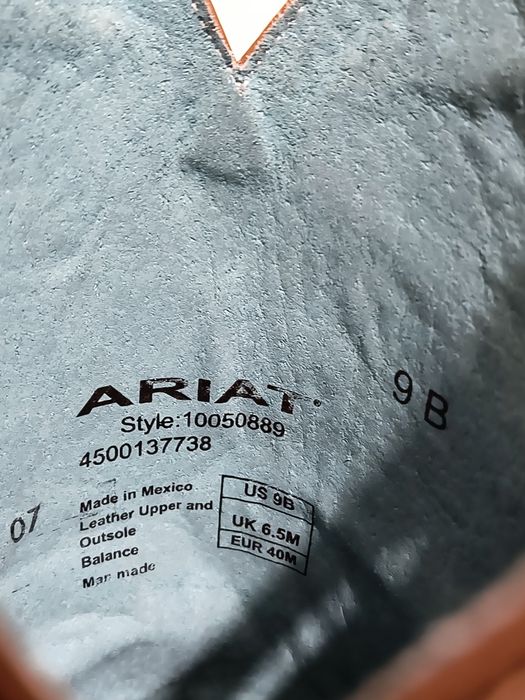 ARIAT
9 B
Style:10050889
4500137738
07
Made in Mexico
Leather Upper and
Outsole
Balance
Man made
US 9B
UK 6.5M
EUR 40M